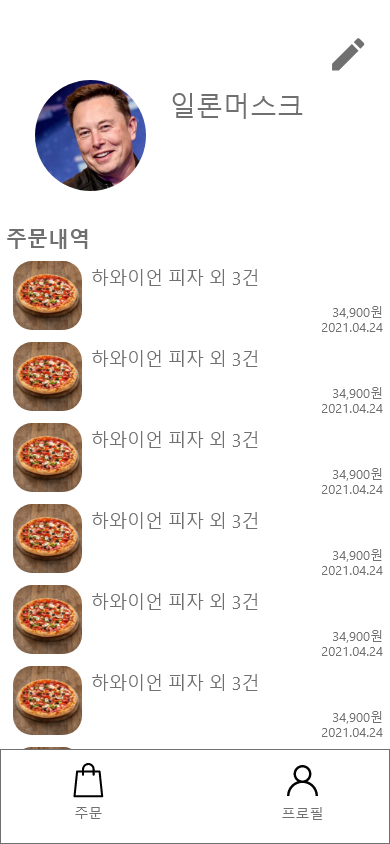 일론머스크
주문내역
하와이언 피자 외 3건
34,900원
2021.04.24
하와이언 피자 외 3건
34,900원
2021.04.24
하와이언 피자 외 3건
34,900원
2021.04.24
하와이언 피자 외 3건
34,900원
2021.04.24
하와이언 피자 외 3건
34,900원
2021.04.24
하와이언 피자 외 3건
34,900원
2021.04.24
주문
프로필